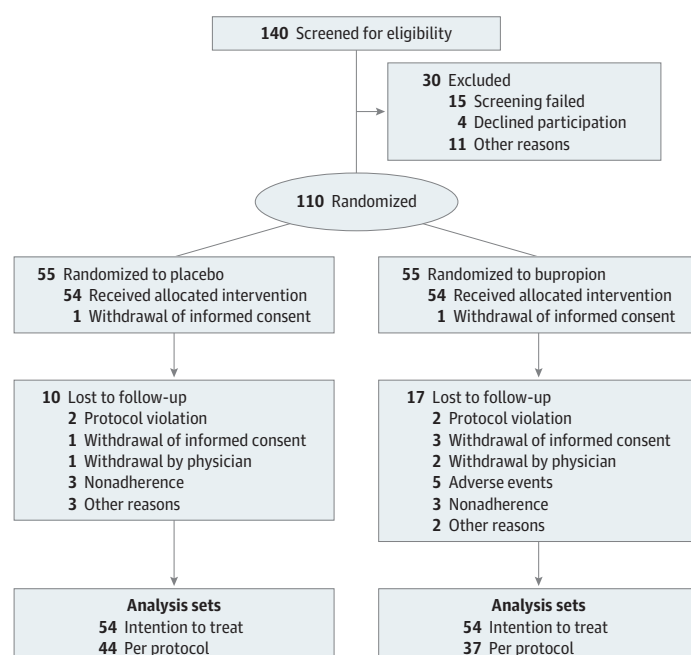 140 Screened for eligibility
30 Excluded
15 Screening failed
4 Declined participation
11 Other reasons
110 Randomized
55 Randomized to placebo
54 Received allocated intervention
1 Withdrawal of informed consent
55 Randomized to bupropion
54 Received allocated intervention
1 Withdrawal of informed consent
10 Lost to follow-up
2 Protocol violation
1 Withdrawal of informed consent
1 Withdrawal by physician
3 Nonadherence
3 Other reasons
17 Lost to follow-up
2 Protocol violation
3 Withdrawal of informed consent
2 Withdrawal by physician
5 Adverse events
3 Nonadherence
2 Other reasons
Analysis sets
54 Intention to treat
44 Per protocol
Analysis sets
54 Intention to treat
37 Per protocol